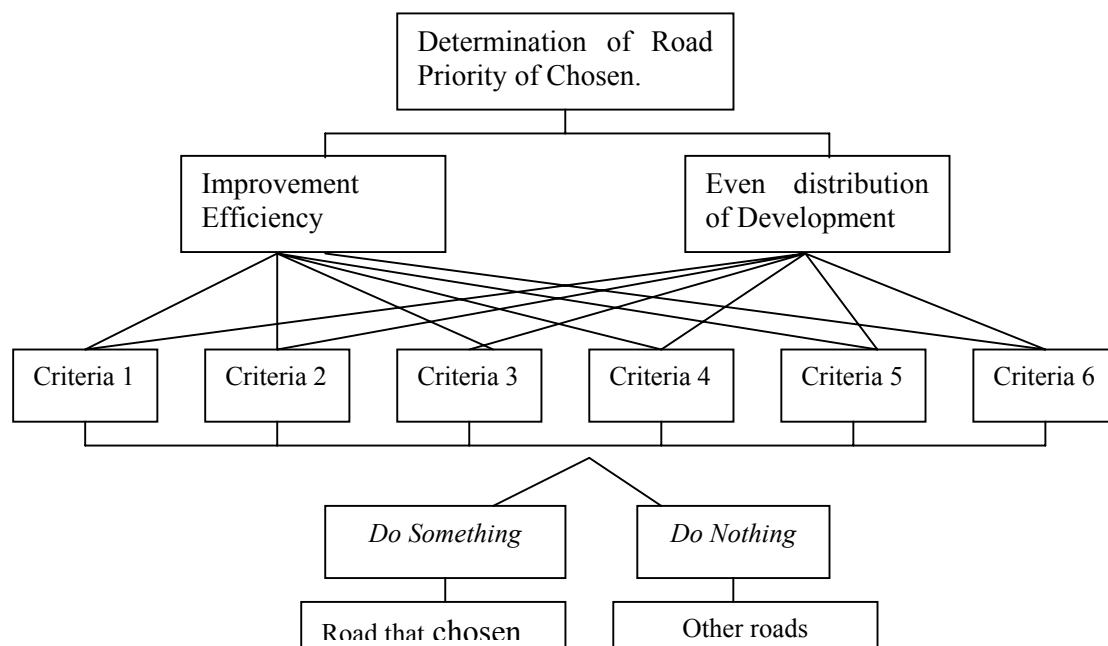 Determination of Road
Priority of Chosen.
Improvement
Efficiency
Even distribution
of Development
Criteria 1
Criteria 2
Criteria 3
Criteria 4
Criteria 5
Criteria 6
Do Something
Do Nothing
Road that chosen
Other roads